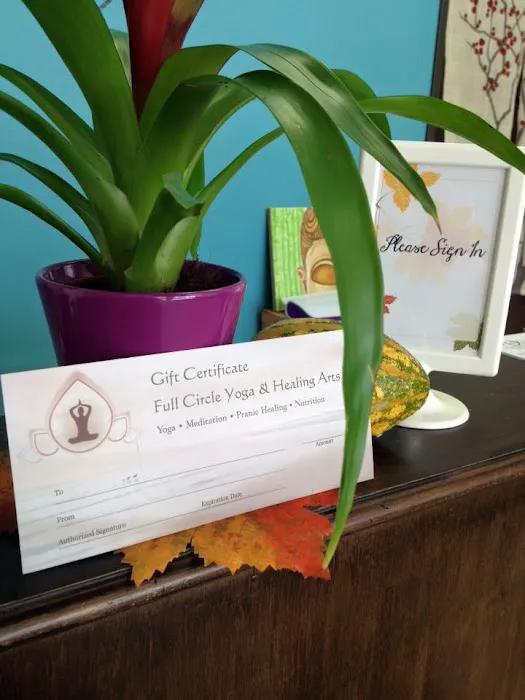 Please Sign In
Gift Certificate
Full Circle Yoga & Healing Arts
Yoga • Meditation • Pranic Healing • Nutrition
Amount
To
From
Expiration Date
Authorized Signature